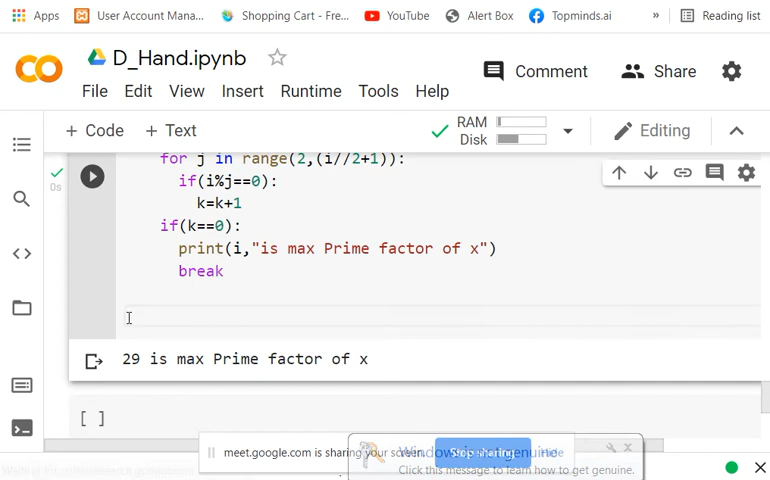 Apps User Account Mana... Shopping Cart - Fre... YouTube Alert Box Topminds.ai » Reading list
CO D_Hand.ipynb
Comment Share
File Edit View Insert Runtime Tools Help
+ Code + Text RAM Disk Editing
for j in range(2,(i//2+1)):
0s
if(i%j==0):
k=k+1
if(k==0):
print(i,"is max Prime factor of x")
break
29 is max Prime factor of x
[ ]
meet.google.com is sharing your screen. Stop sharing Hide
Click this message to learn how to get genuine.